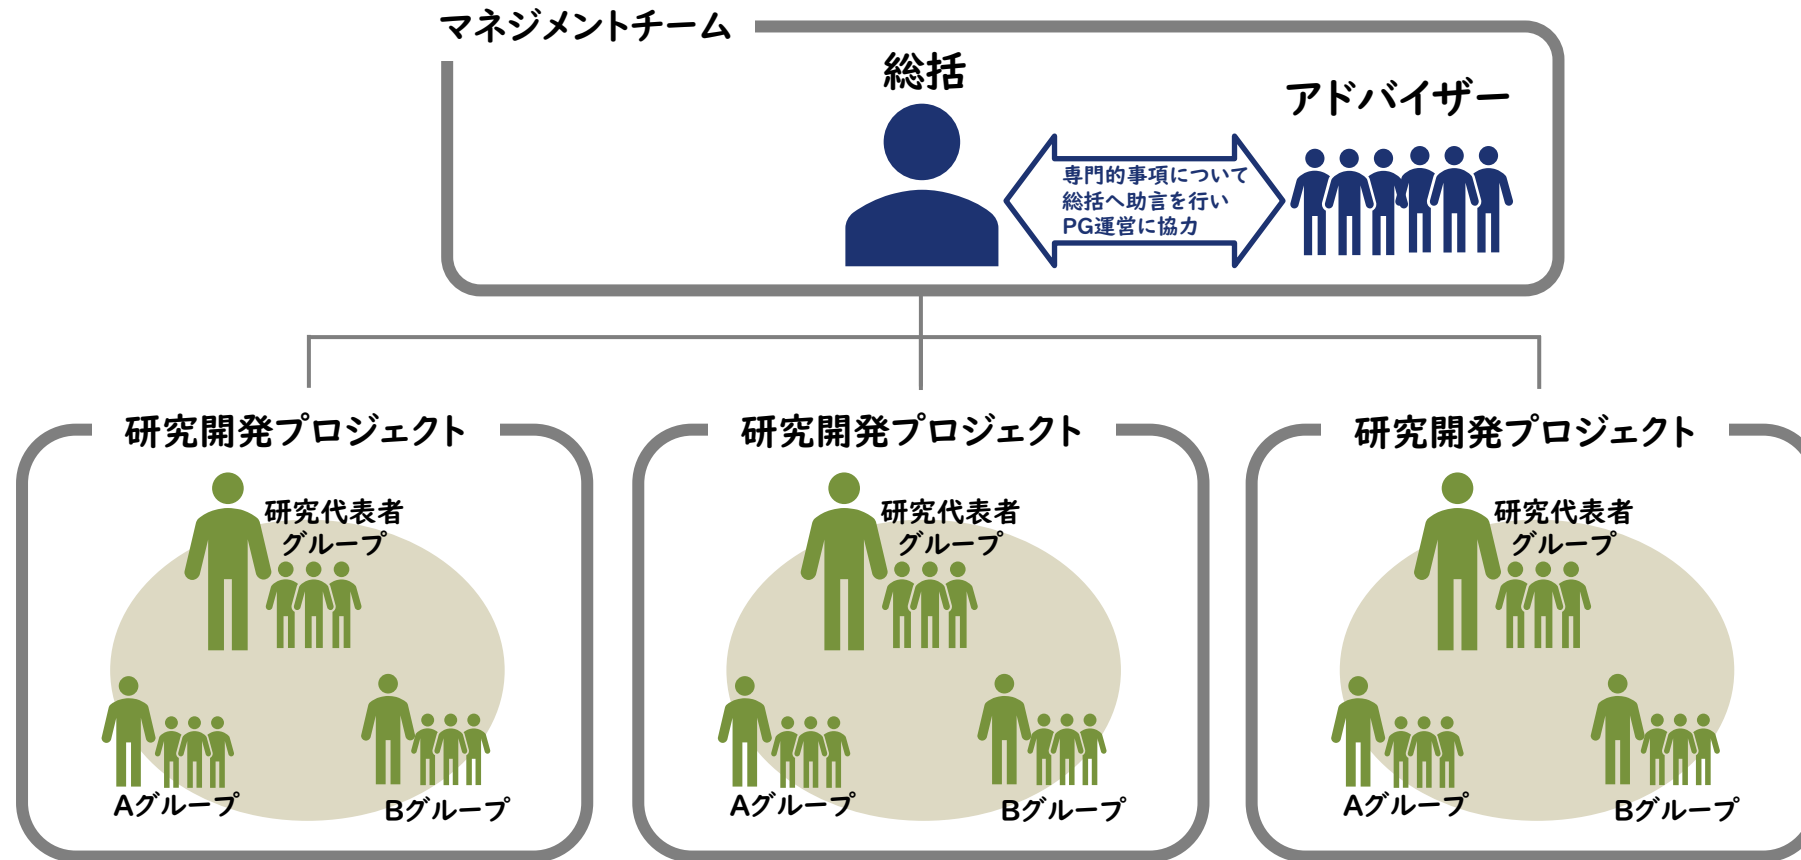 マネジメントチーム
総括
アドバイザー
専門的事項について
総括へ助言を行い
PG運営に協力
研究開発プロジェクト
研究代表者
グループ
Aグループ
Bグループ
研究開発プロジェクト
研究代表者
グループ
Aグループ
Bグループ
研究開発プロジェクト
研究代表者
グループ
Aグループ
Bグループ